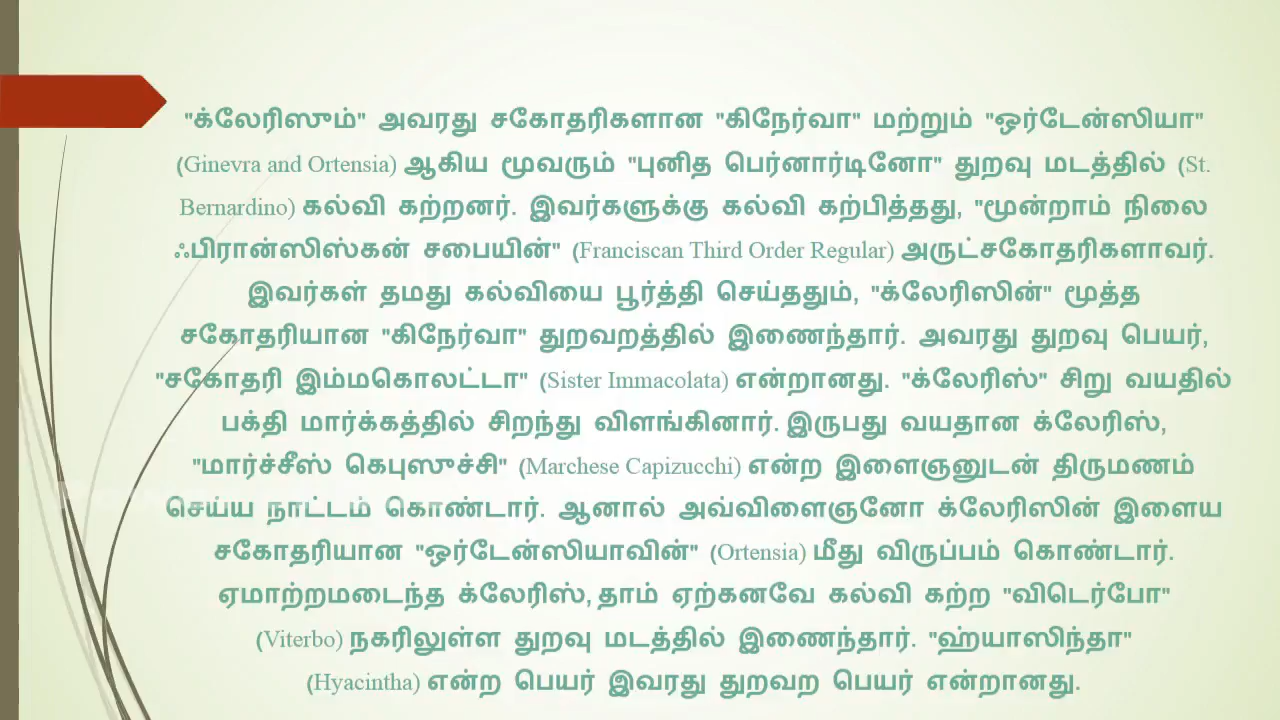 "க்லேரிஸும்" அவரது சகோதரிகளான "கிநேர்வா" மற்றும் "ஒர்டேன்ஸியா"
(Ginevra and Ortensia) ஆகிய மூவரும் "புனித பெர்னார்டினோ" துறவு மடத்தில் (St.
Bernardino) கல்வி கற்றனர். இவர்களுக்கு கல்வி கற்பித்தது, "மூன்றாம் நிலை
ஃபிரான்ஸிஸ்கன் சபையின்" (Franciscan Third Order Regular) அருட்சகோதரிகளாவர்.
இவர்கள் தமது கல்வியை பூர்த்தி செய்ததும், "க்லேரிஸின்" மூத்த
சகோதரியான "கிநேர்வா" துறவறத்தில் இணைந்தார். அவரது துறவு பெயர்,
"சகோதரி இம்மகொலட்டா" (Sister Immacolata) என்றானது. "க்லேரிஸ்" சிறு வயதில்
பக்தி மார்க்கத்தில் சிறந்து விளங்கினார். இருபது வயதான க்லேரிஸ்,
"மார்ச்சீஸ் கெபுஸுச்சி" (Marchese Capizucchi) என்ற இளைஞனுடன் திருமணம்
செய்ய நாட்டம் கொண்டார். ஆனால் அவ்விளைஞனோ க்லேரிஸின் இளைய
சகோதரியான "ஒர்டேன்ஸியாவின்" (Ortensia) மீது விருப்பம் கொண்டார்.
ஏமாற்றமடைந்த க்லேரிஸ், தாம் ஏற்கனவே கல்வி கற்ற "விடெர்போ"
(Viterbo) நகரிலுள்ள துறவு மடத்தில் இணைந்தார். "ஹ்யாஸிந்தா"
(Hyacintha) என்ற பெயர் இவரது துறவற பெயர் என்றானது.